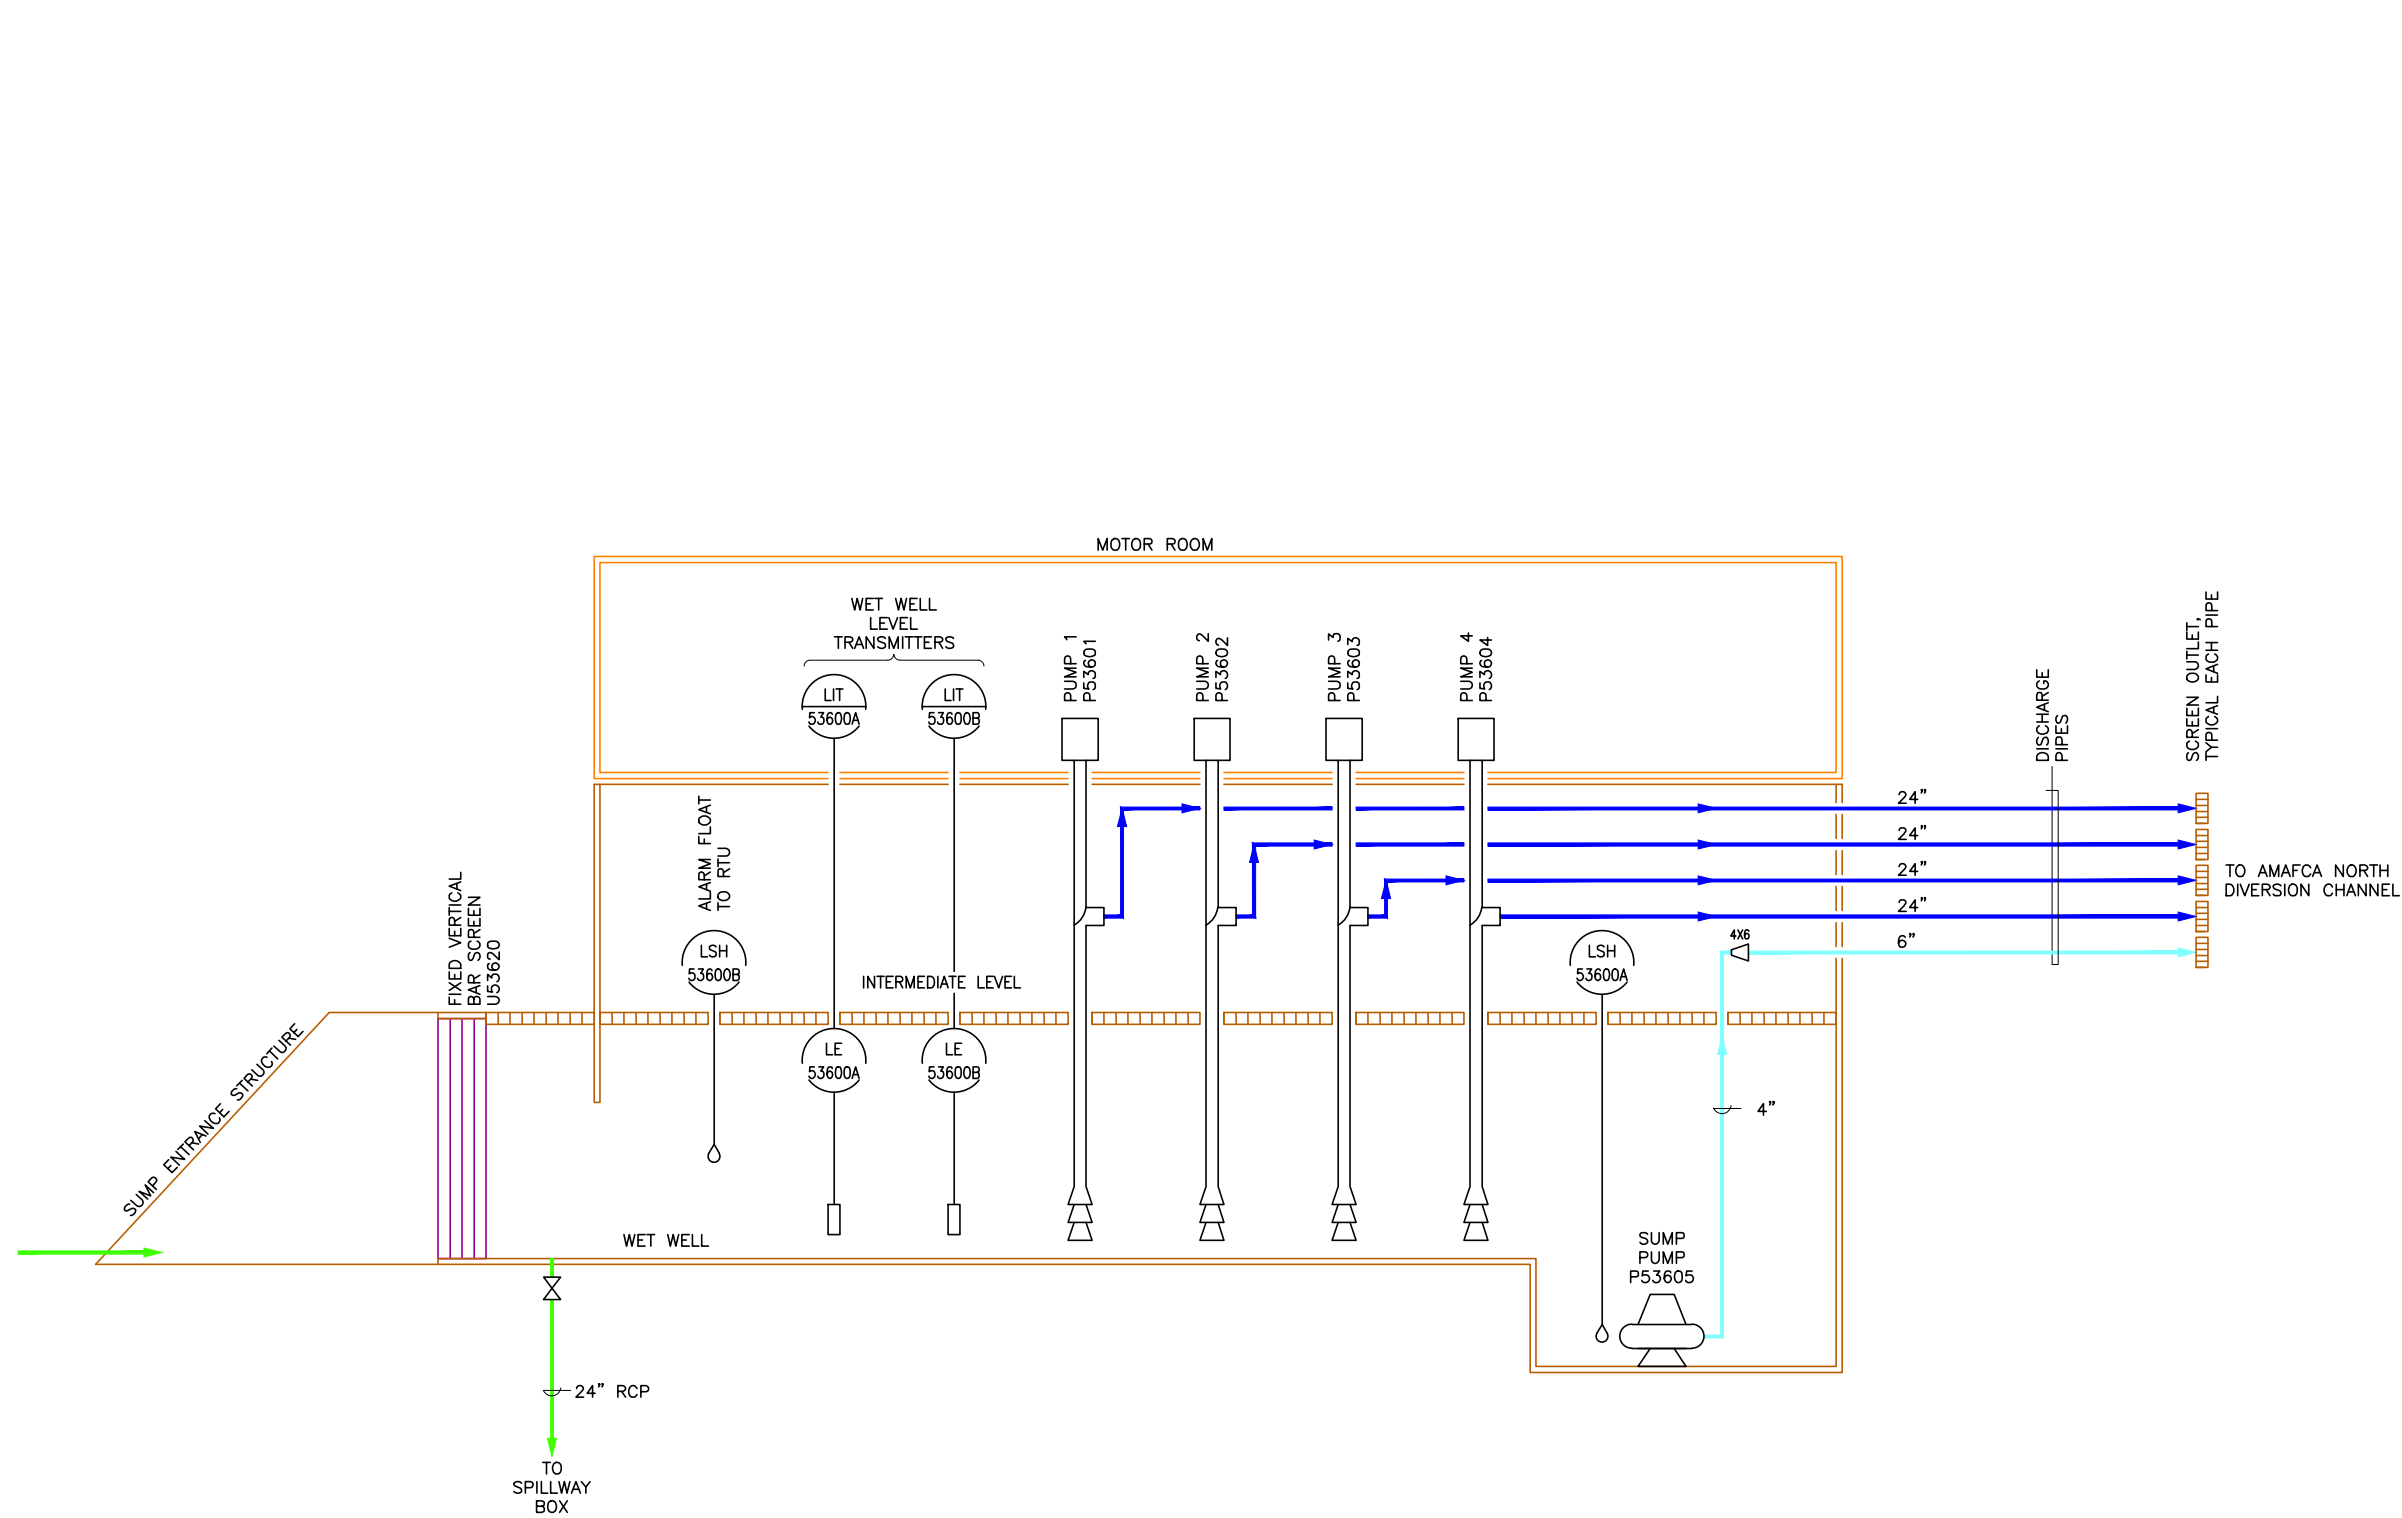 MOTOR ROOM
WET WELL
LEVEL
TRANSMITTERS
LIT
53600A
LIT
53600B
PUMP 1
P53601
PUMP 2
P53602
PUMP 3
P53603
PUMP 4
P53604
DISCHARGE
PIPES
SCREEN OUTLET,
TYPICAL EACH PIPE
24"
24"
24"
24"
6"
4X6
TO AMAFCA NORTH
DIVERSION CHANNEL
ALARM FLOAT
TO RTU
LSH
53600B
INTERMEDIATE LEVEL
LSH
53600A
FIXED VERTICAL
BAR SCREEN
U53620
SUMP ENTRANCE STRUCTURE
LE
53600A
LE
53600B
4"
WET WELL
SUMP
PUMP
P53605
24" RCP
TO
SPILLWAY
BOX